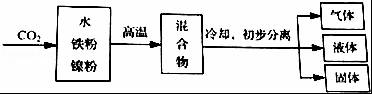 CO₂
水
铁粉
镍粉
高温
混
合
物
冷却，初步分离
气体
液体
固体